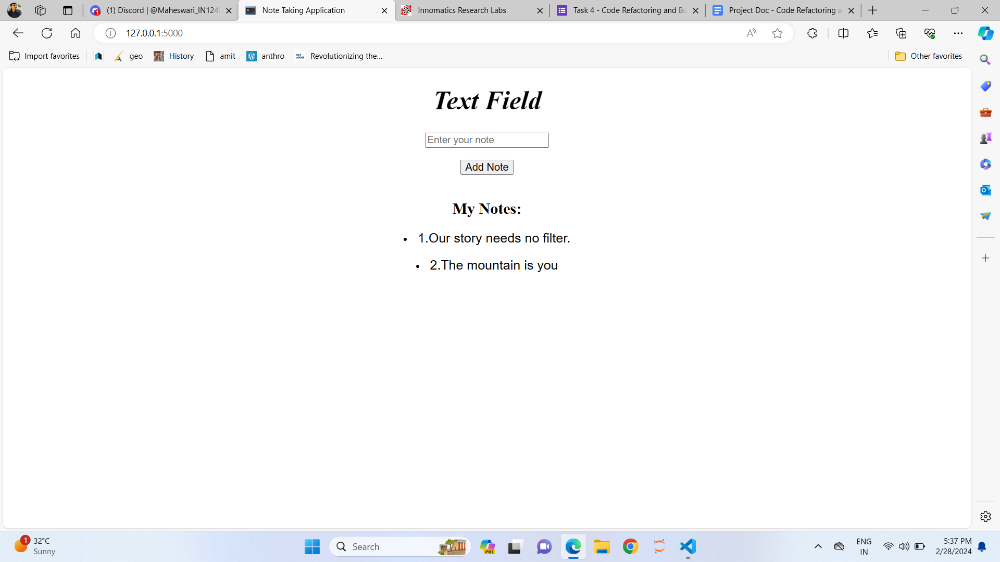 (1) Discord | @Maheswari_IN1240
Note Taking Application
Innomatics Research Labs
Task 4 - Code Refactoring and Bu
Project Doc - Code Refactoring a
127.0.0.1:5000
Import favorites
geo
History
amit
anthro
Revolutionizing the...
Other favorites
Text Field
Enter your note
Add Note
My Notes:
• 1.Our story needs no filter.
• 2.The mountain is you
1
32°C
Sunny
Search
PRE
ENG
IN
5:37 PM
2/28/2024